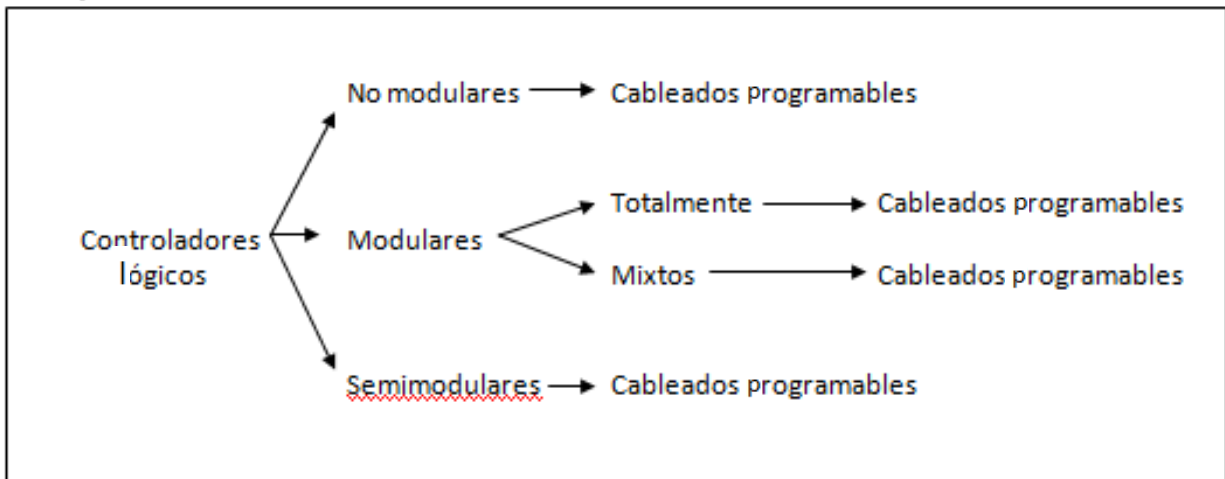 No modulares
Cableados programables
Controladores
lógicos
Modulares
Totalmente
Cableados programables
Mixtos
Cableados programables
Semimodulares
Cableados programables